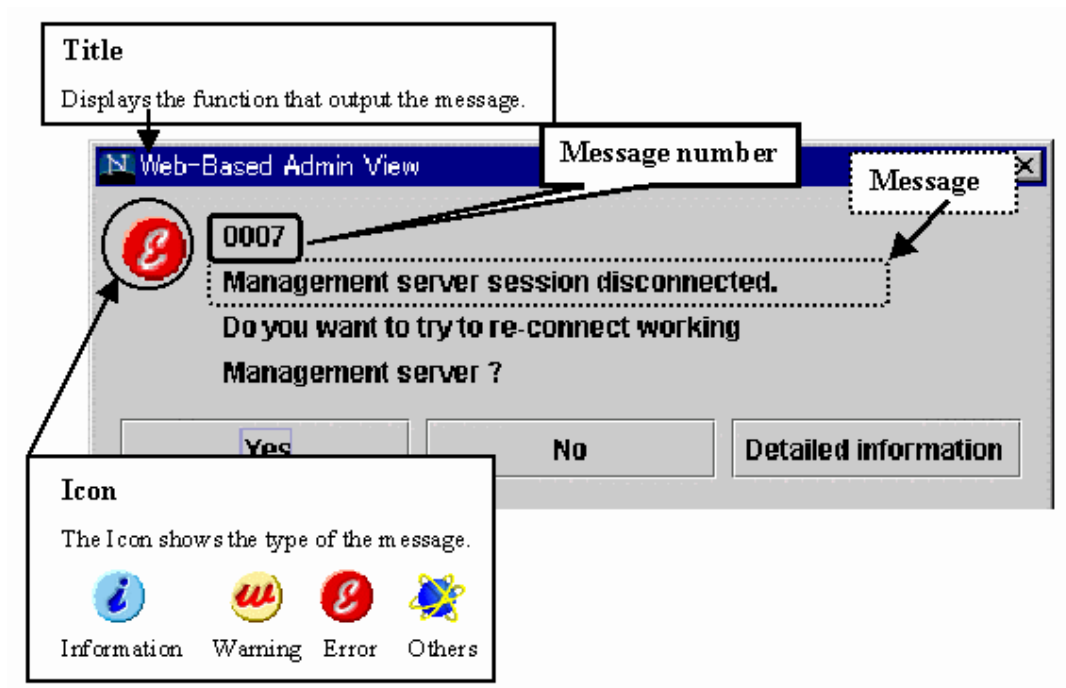 Title
Displays the function that output the message.
Web-Based Admin View
Message number
Message
0007
Management server session disconnected.
Do you want to try to re-connect working
Management server ?
Yes
No
Detailed information
Icon
The Icon shows the type of the message.
Information Warning Error Others